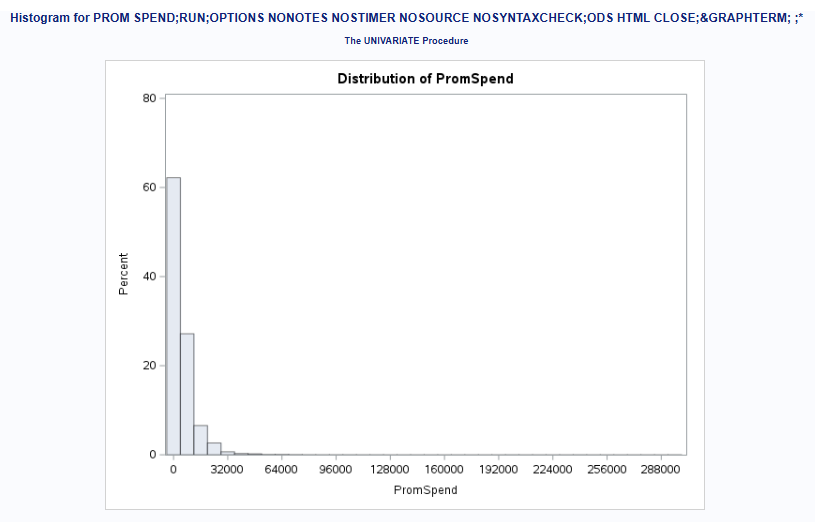 Histogram for PROM SPEND;RUN;OPTIONS NONOTES NOSTIMER NOSOURCE NOSYNTAXCHECK;ODS HTML CLOSE;&GRAPHTERM; ;*
The UNIVARIATE Procedure
Distribution of PromSpend
80
60
40
20
0
Percent
0 32000 64000 96000 128000 160000 192000 224000 256000 288000
PromSpend